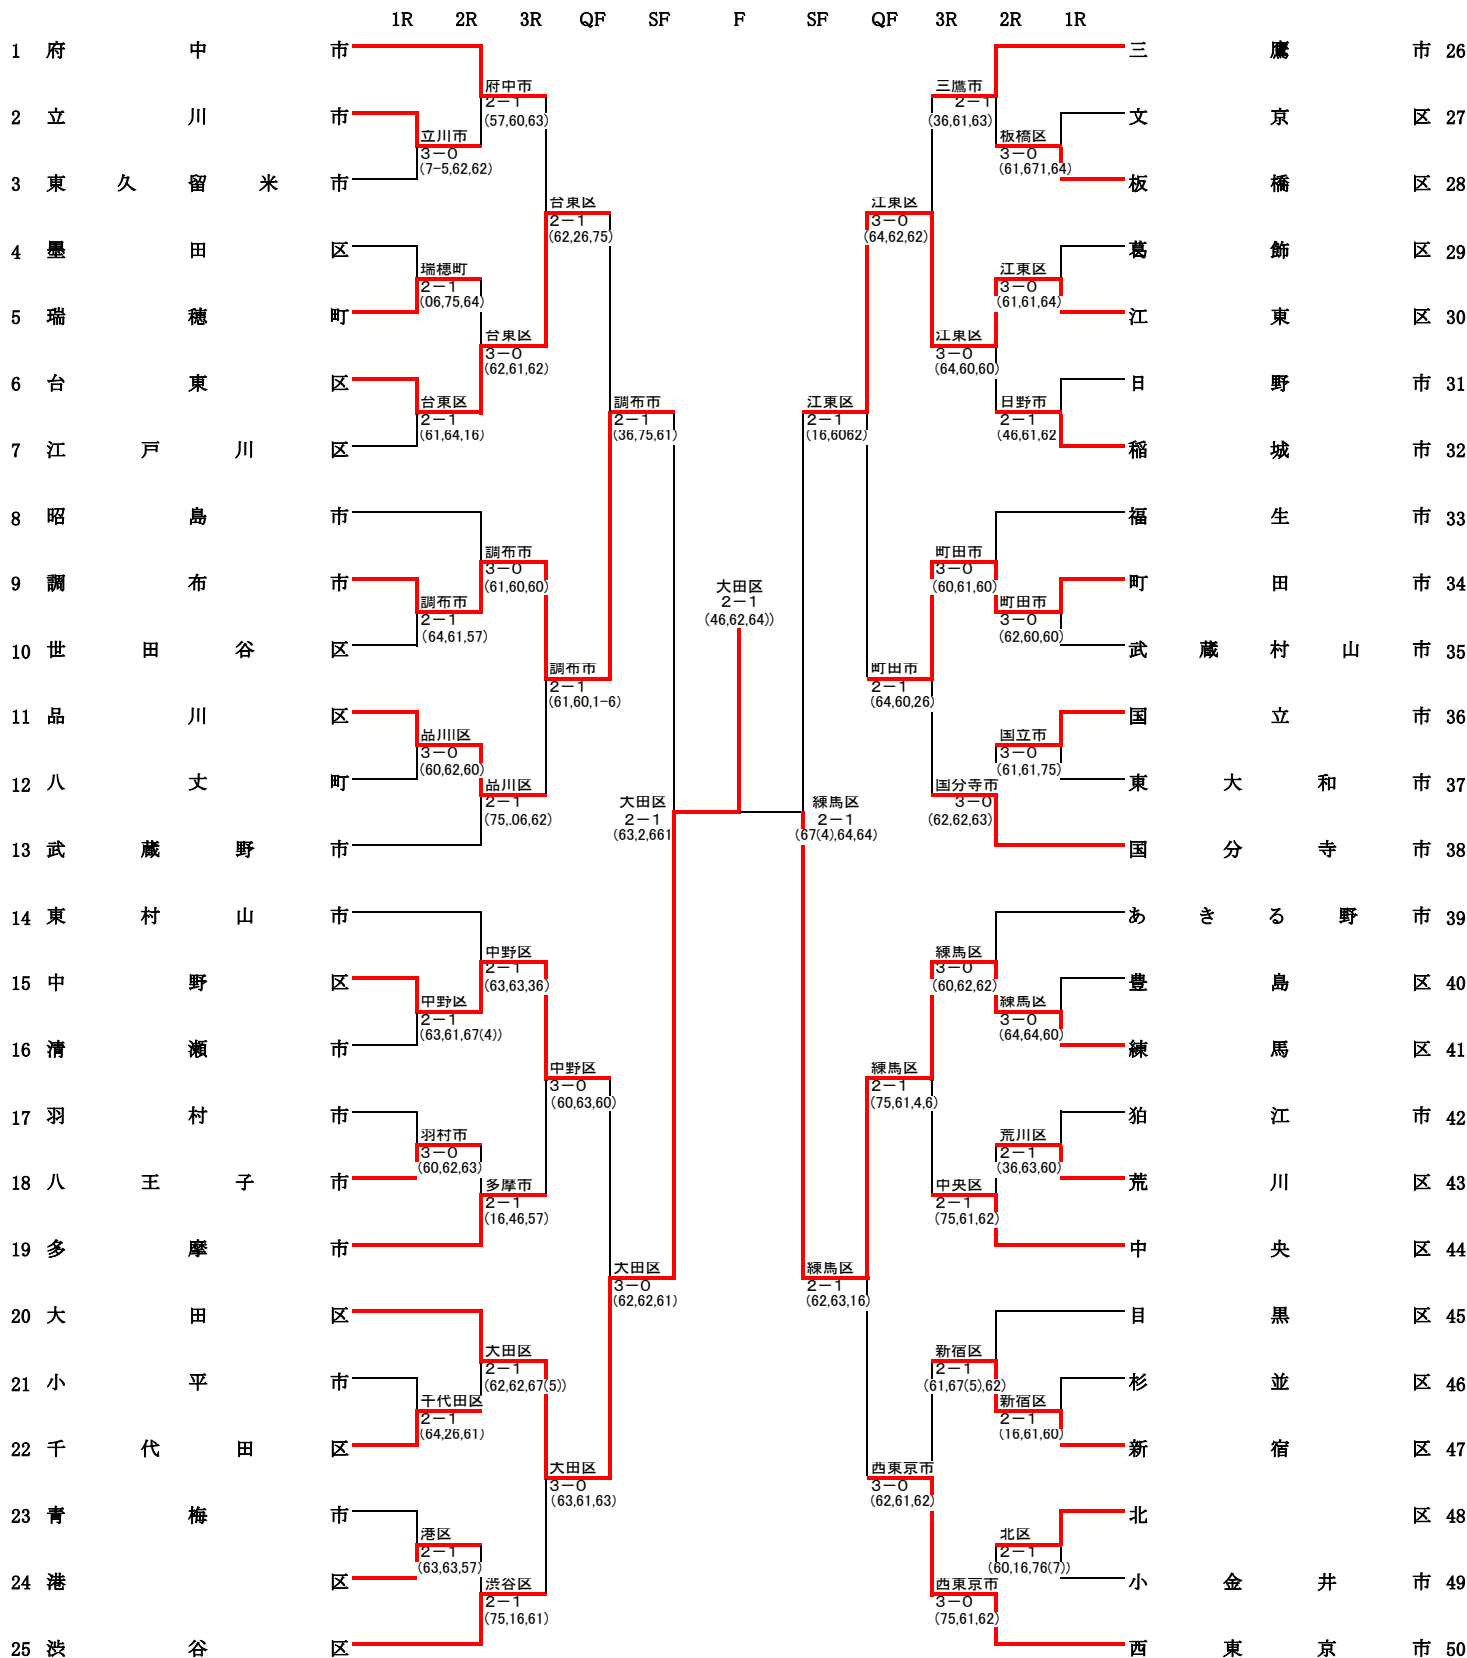 1R 2R 3R QF SF F SF QF 3R 2R 1R
1 府中市
三鷹市 26
府中市
2-1
(57,60,63)
三鷹市
2-1
(36,61,63)
2 立川市
文京区 27
立川市
3-0
(7-5,62,62)
板橋区
3-0
(61,671,64)
3 東久留米市
板橋区 28
台東区
2-1
(62,26,75)
江東区
3-0
(64,62,62)
4 墨田区
葛飾区 29
瑞穂町
2-1
(06,75,64)
江東区
3-0
(61,61,64)
5 瑞穂町
江東区 30
台東区
3-0
(62,61,62)
江東区
3-0
(64,60,60)
6 台東区
日野市 31
台東区
2-1
(61,64,16)
調布市
2-1
(36,75,61)
江東区
2-1
(16,6062)
日野市
2-1
(46,61,62
7 江戸川区
稲城市 32
8 昭島市
福生市 33
調布市
3-0
(61,60,60)
町田市
3-0
(60,61,60)
9 調布市
町田市 34
調布市
2-1
(64,61,57)
大田区
2-1
(46,62,64))
町田市
3-0
(62,60,60)
10 世田谷区
武蔵村山市 35
調布市
2-1
(61,60,1-6)
町田市
2-1
(64,60,26)
11 品川区
国立市 36
品川区
3-0
(60,62,60)
国立市
3-0
(61,61,75)
12 八丈町
東大和市 37
品川区
2-1
(75,.06,62)
大田区
2-1
(63,2,661
練馬区
2-1
(67(4),64,64)
国分寺市
3-0
(62,62,63)
13 武蔵野市
国分寺市 38
14 東村山市
あきる野市 39
中野区
2-1
(63,63,36)
練馬区
3-0
(60,62,62)
15 中野区
豊島区 40
中野区
2-1
(63,61,67(4))
練馬区
3-0
(64,64,60)
16 清瀬市
練馬区 41
中野区
3-0
(60,63,60)
練馬区
2-1
(75,61,4,6)
17 羽村市
狛江市 42
羽村市
3-0
(60,62,63)
荒川区
2-1
(36,63,60)
18 八王子市
荒川区 43
多摩市
2-1
(16,46,57)
中央区
2-1
(75,61,62)
19 多摩市
中央区 44
大田区
3-0
(62,62,61)
練馬区
2-1
(62,63,16)
20 大田区
目黒区 45
大田区
2-1
(62,62,67(5))
新宿区
2-1
(61,67(5),62)
21 小平市
杉並区 46
千代田区
2-1
(64,26,61)
新宿区
2-1
(16,61,60)
22 千代田区
新宿区 47
大田区
3-0
(63,61,63)
西東京市
3-0
(62,61,62)
23 青梅市
北区 48
港区
2-1
(63,63,57)
北区
2-1
(60,16,76(7))
24 港区
小金井市 49
渋谷区
2-1
(75,16,61)
西東京市
3-0
(75,61,62)
25 渋谷区
西東京市 50